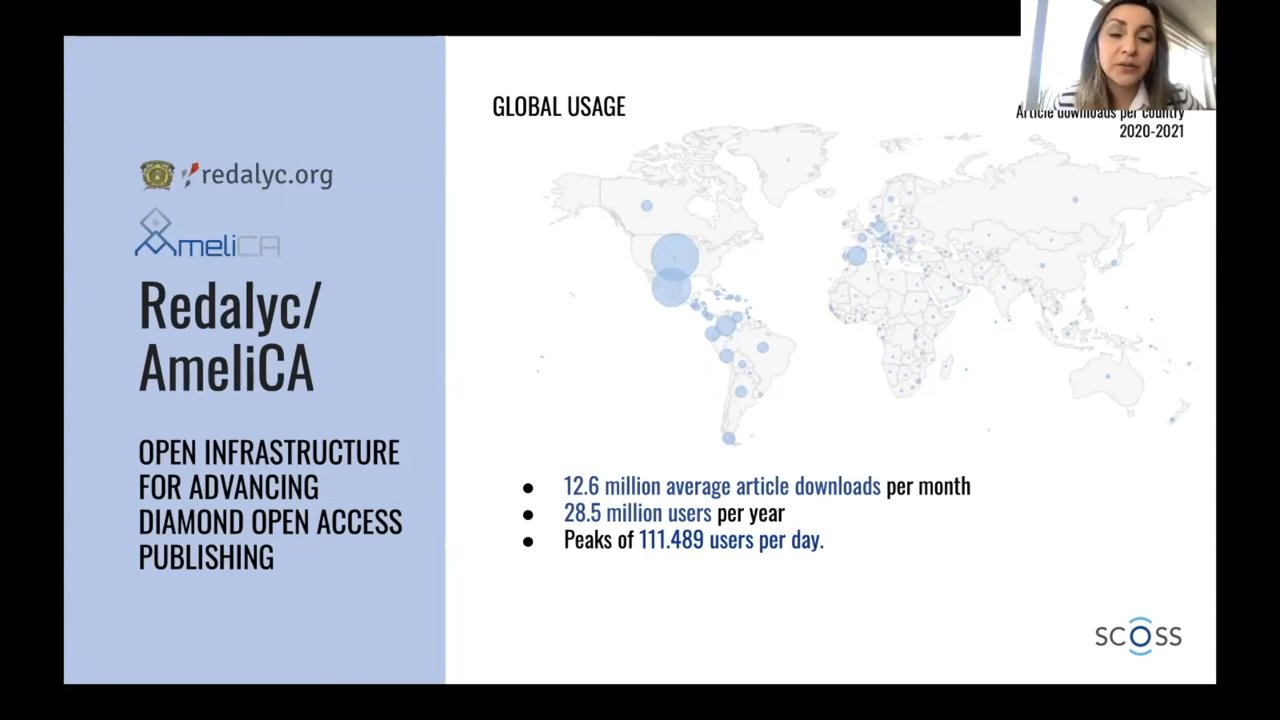 redalyc.org
AmeliCA
Redalyc/
AmeliCA
OPEN INFRASTRUCTURE
FOR ADVANCING
DIAMOND OPEN ACCESS
PUBLISHING
GLOBAL USAGE
Article downloads per country
2020-2021
● 12.6 million average article downloads per month
● 28.5 million users per year
● Peaks of 111.489 users per day.
SCOSS